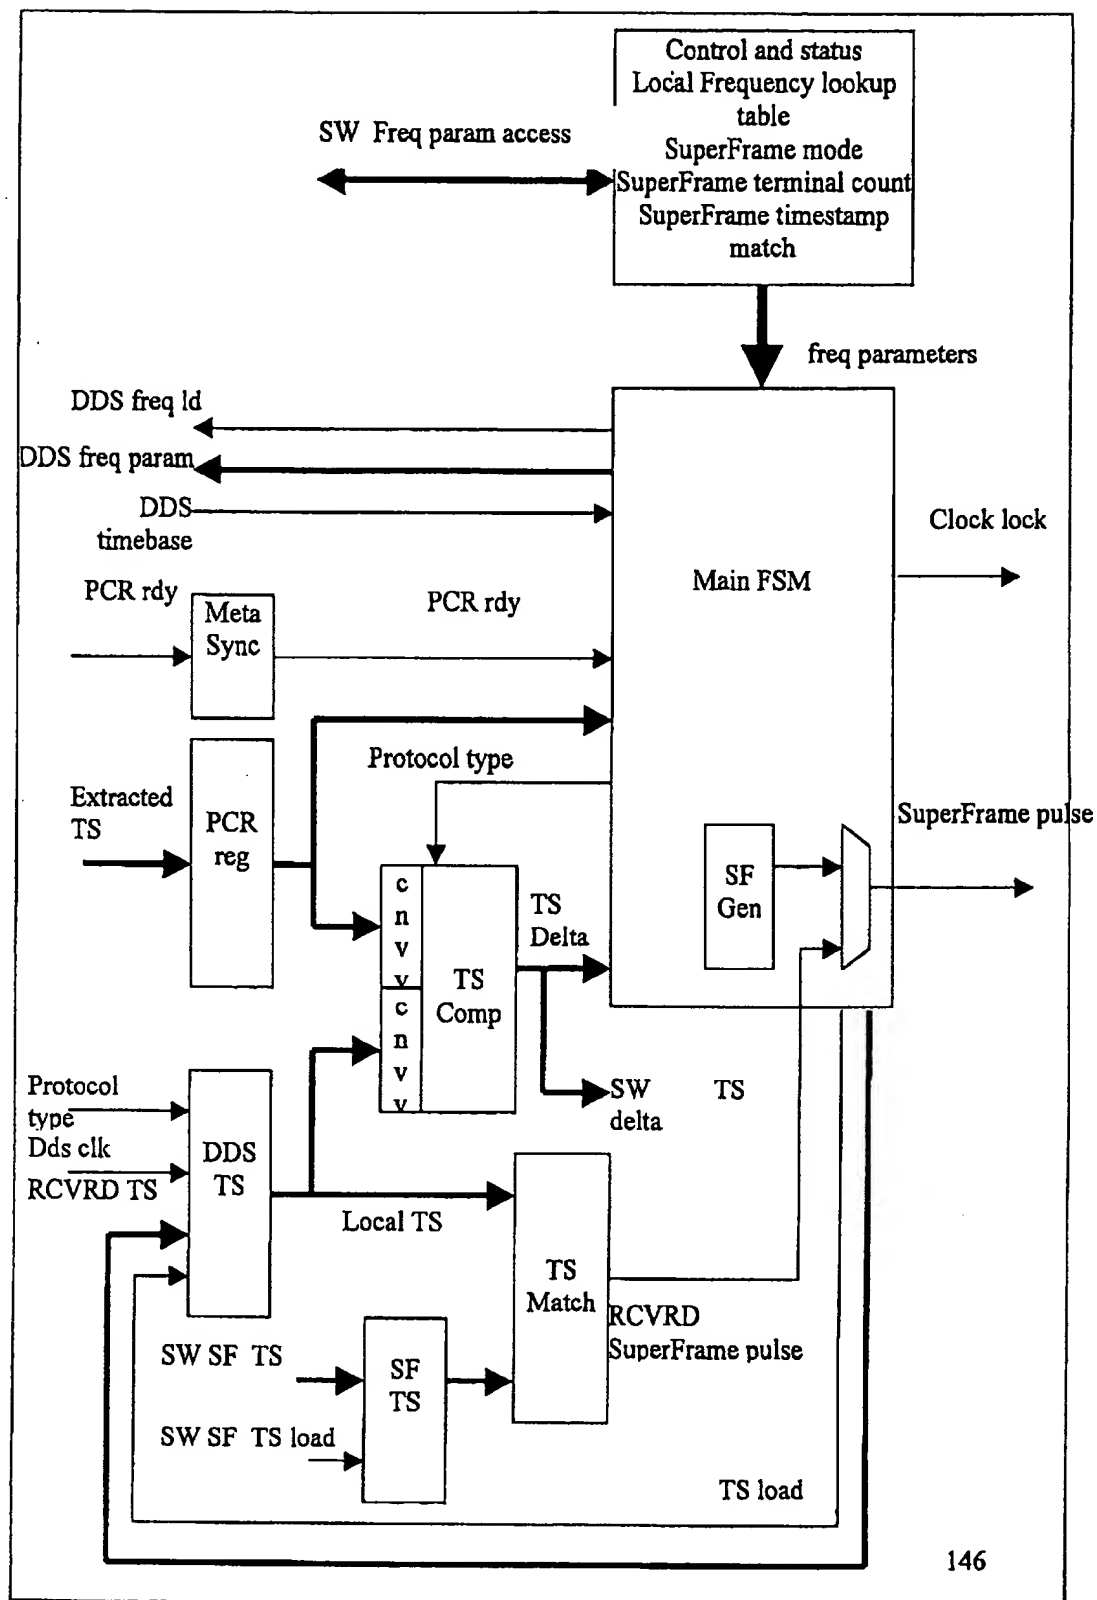 Control and status
Local Frequency lookup
table
SuperFrame mode
SuperFrame terminal count
SuperFrame timestamp
match
SW Freq param access
freq parameters
DDS freq ld
DDS freq param
DDS
timebase
Clock lock
Main FSM
PCR rdy
Meta
Sync
PCR rdy
Protocol type
Extracted
TS
PCR
reg
SuperFrame pulse
SF
Gen
c
n
v
v
TS
Delta
TS
Comp
c
n
v
v
SW TS
delta
Protocol
type
Dds clk
RCVRD TS
DDS
TS
Local TS
TS
Match
RCVRD
SuperFrame pulse
SW SF TS
SF
TS
SW SF TS load
TS load
146